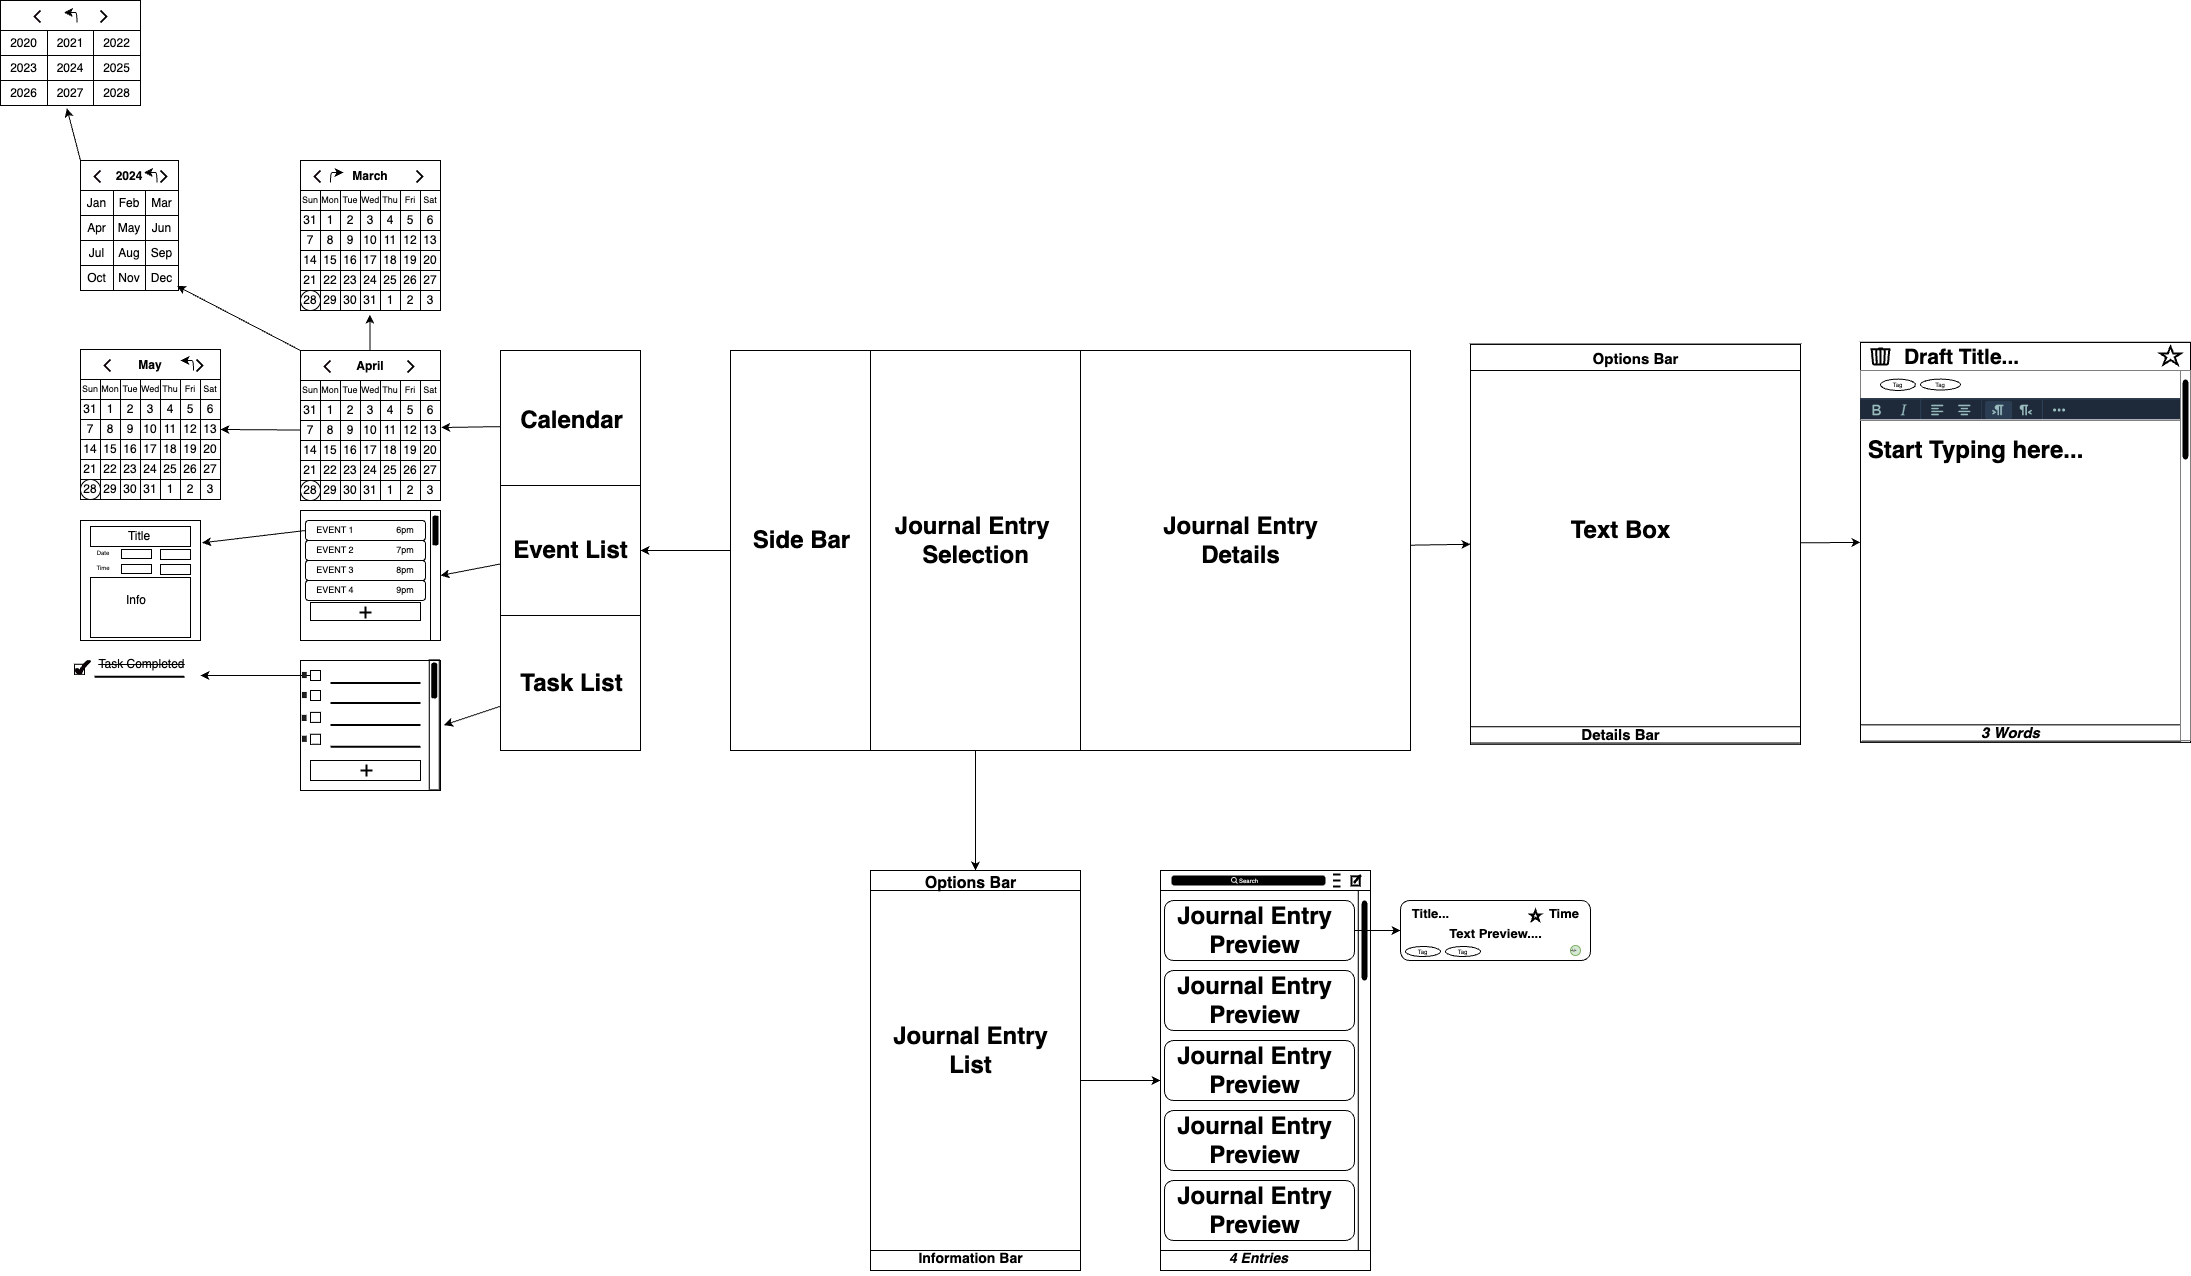 2020 2021 2022
2023 2024 2025
2026 2027 2028
2024
Jan Feb Mar
Apr May Jun
Jul Aug Sep
Oct Nov Dec
March
Sun Mon Tue Wed Thu Fri Sat
31 1 2 3 4 5 6
7 8 9 10 11 12 13
14 15 16 17 18 19 20
21 22 23 24 25 26 27
28 29 30 31 1 2 3
May
Sun Mon Tue Wed Thu Fri Sat
31 1 2 3 4 5 6
7 8 9 10 11 12 13
14 15 16 17 18 19 20
21 22 23 24 25 26 27
28 29 30 31 1 2 3
April
Sun Mon Tue Wed Thu Fri Sat
31 1 2 3 4 5 6
7 8 9 10 11 12 13
14 15 16 17 18 19 20
21 22 23 24 25 26 27
28 29 30 31 1 2 3
Title
Date
Time
Info
EVENT 1 6pm
EVENT 2 7pm
EVENT 3 8pm
EVENT 4 9pm
+
Task Completed
+
Calendar
Event List
Task List
Side Bar
Journal Entry
Selection
Journal Entry
Details
Options Bar
Text Box
Details Bar
Draft Title...
Tag Tag
B I
Start Typing here...
3 Words
Options Bar
Journal Entry
List
Information Bar
Search
Journal Entry
Preview
Journal Entry
Preview
Journal Entry
Preview
Journal Entry
Preview
Journal Entry
Preview
4 Entries
Title... Time
Text Preview....
Tag Tag